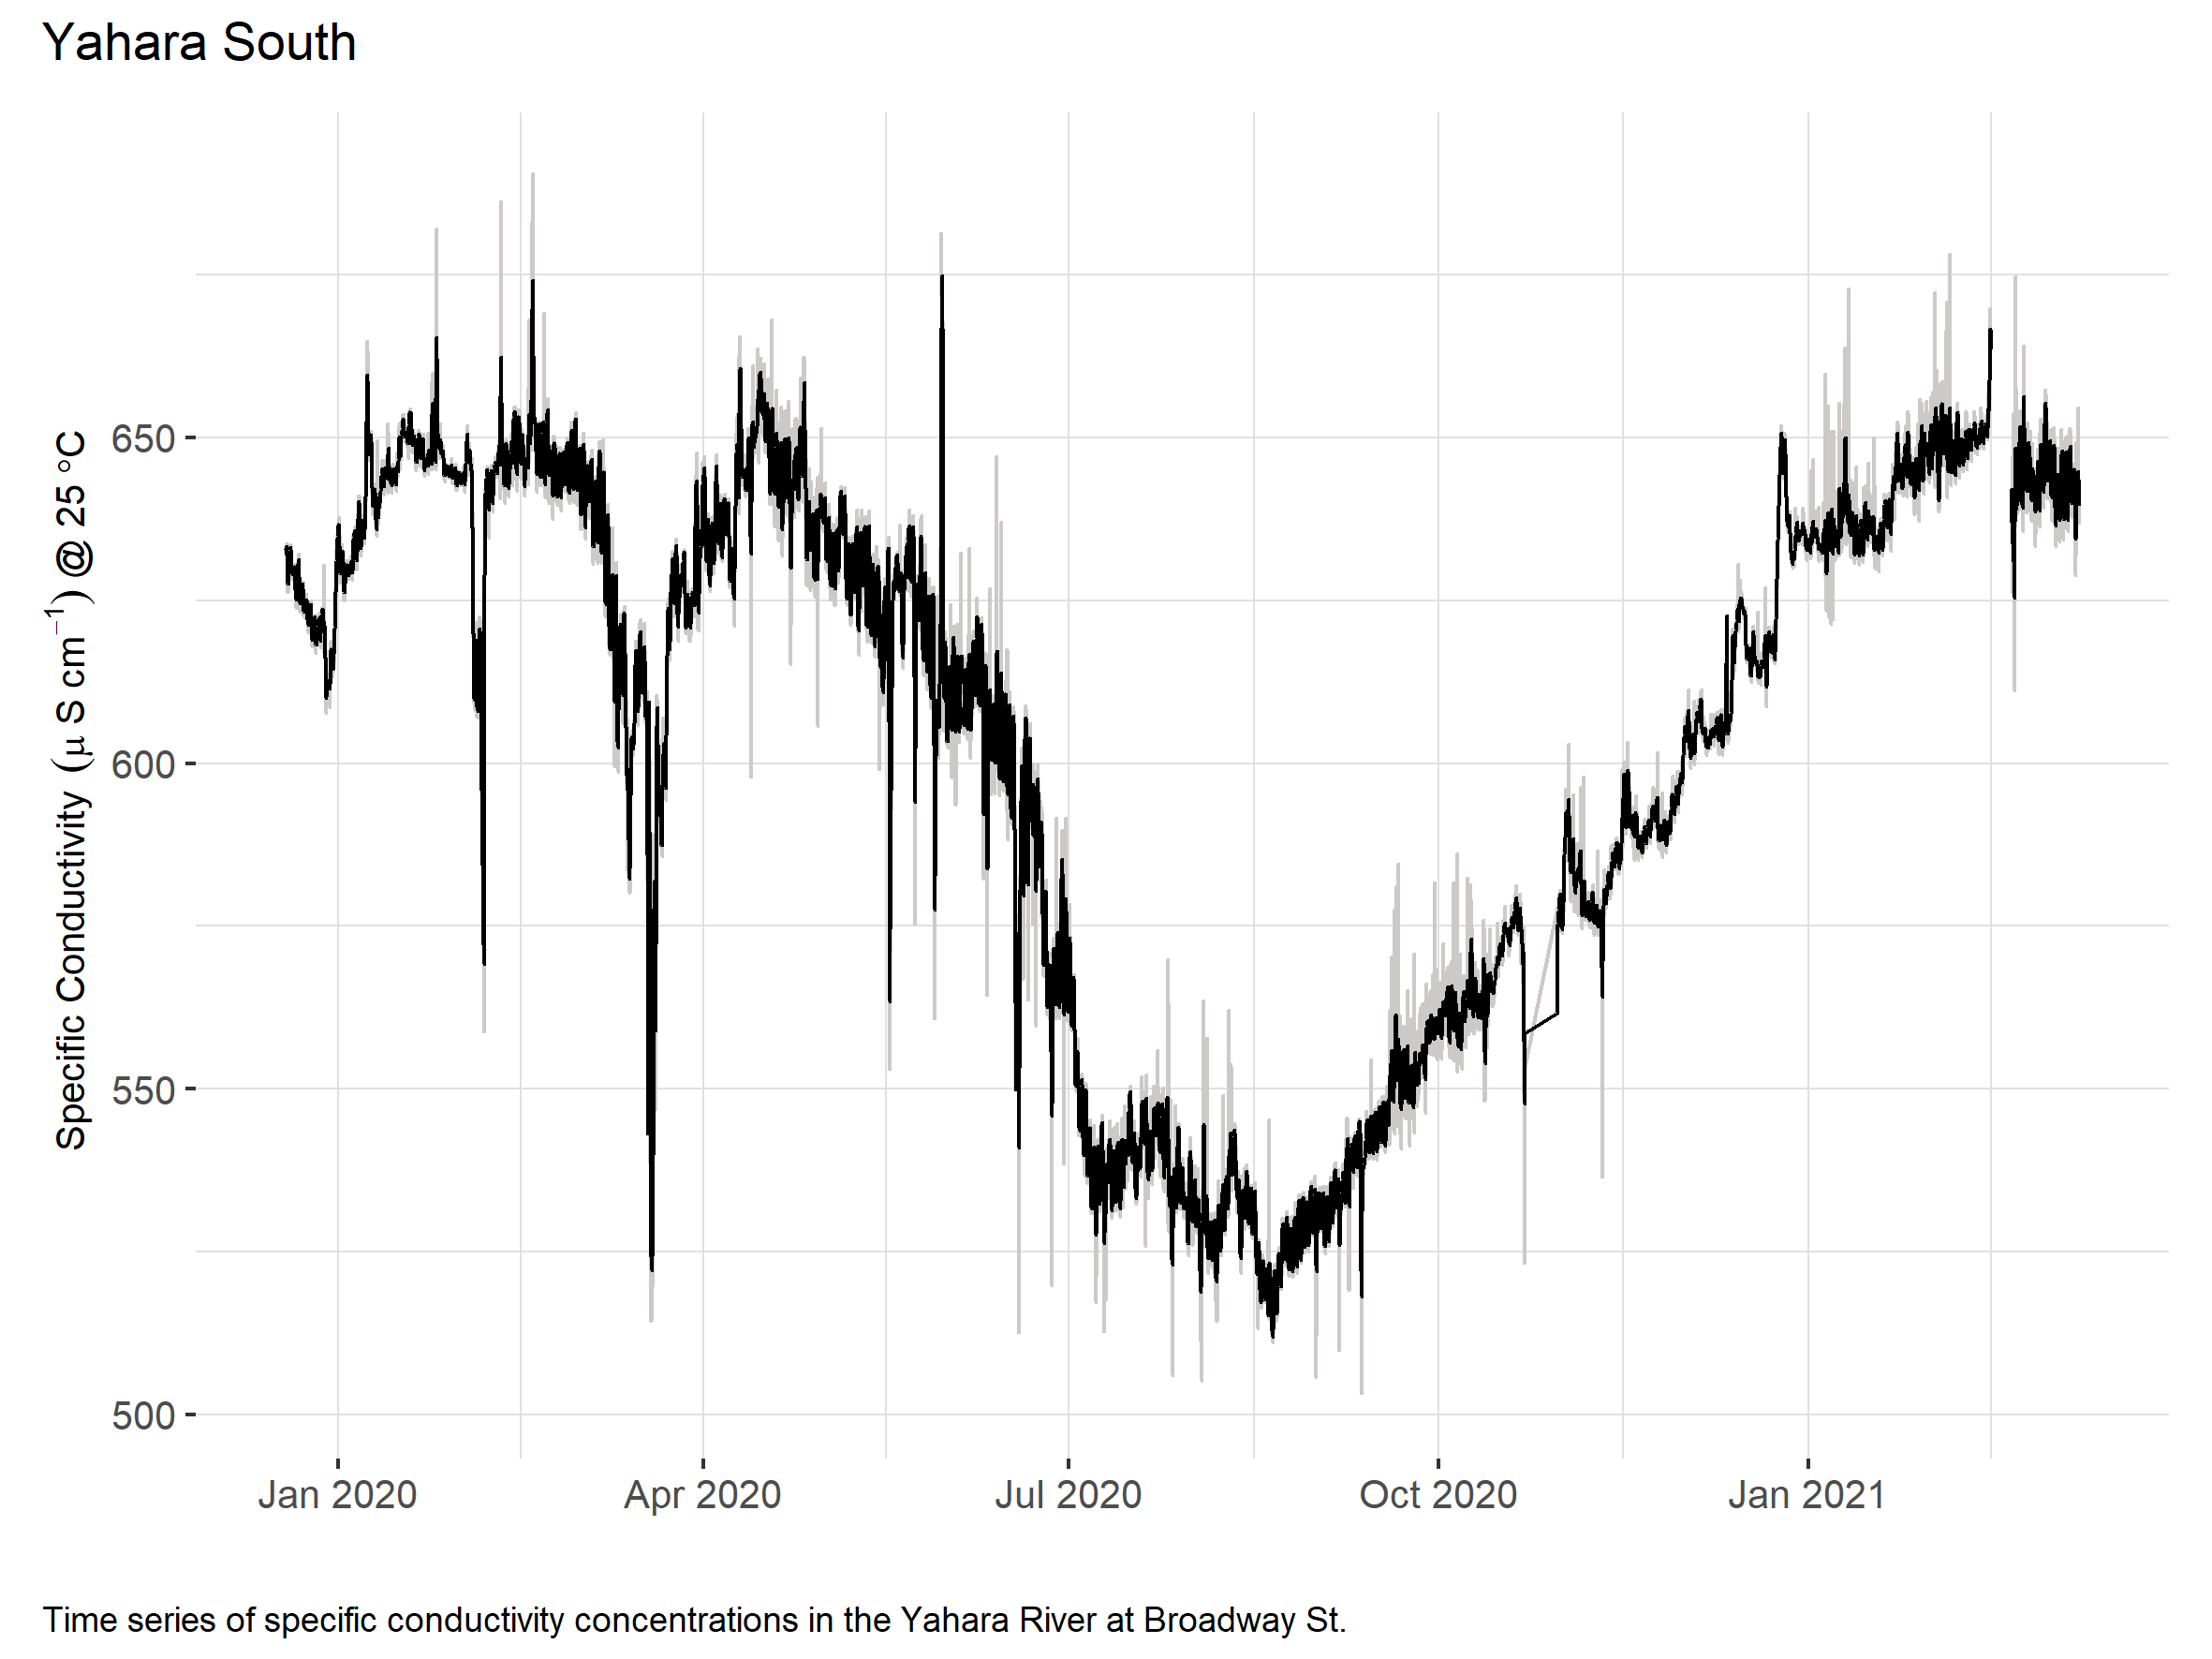 Yahara South
Specific Conductivity (μ S cm⁻¹) @ 25 °C
650
600
550
500
Jan 2020
Apr 2020
Jul 2020
Oct 2020
Jan 2021
Time series of specific conductivity concentrations in the Yahara River at Broadway St.